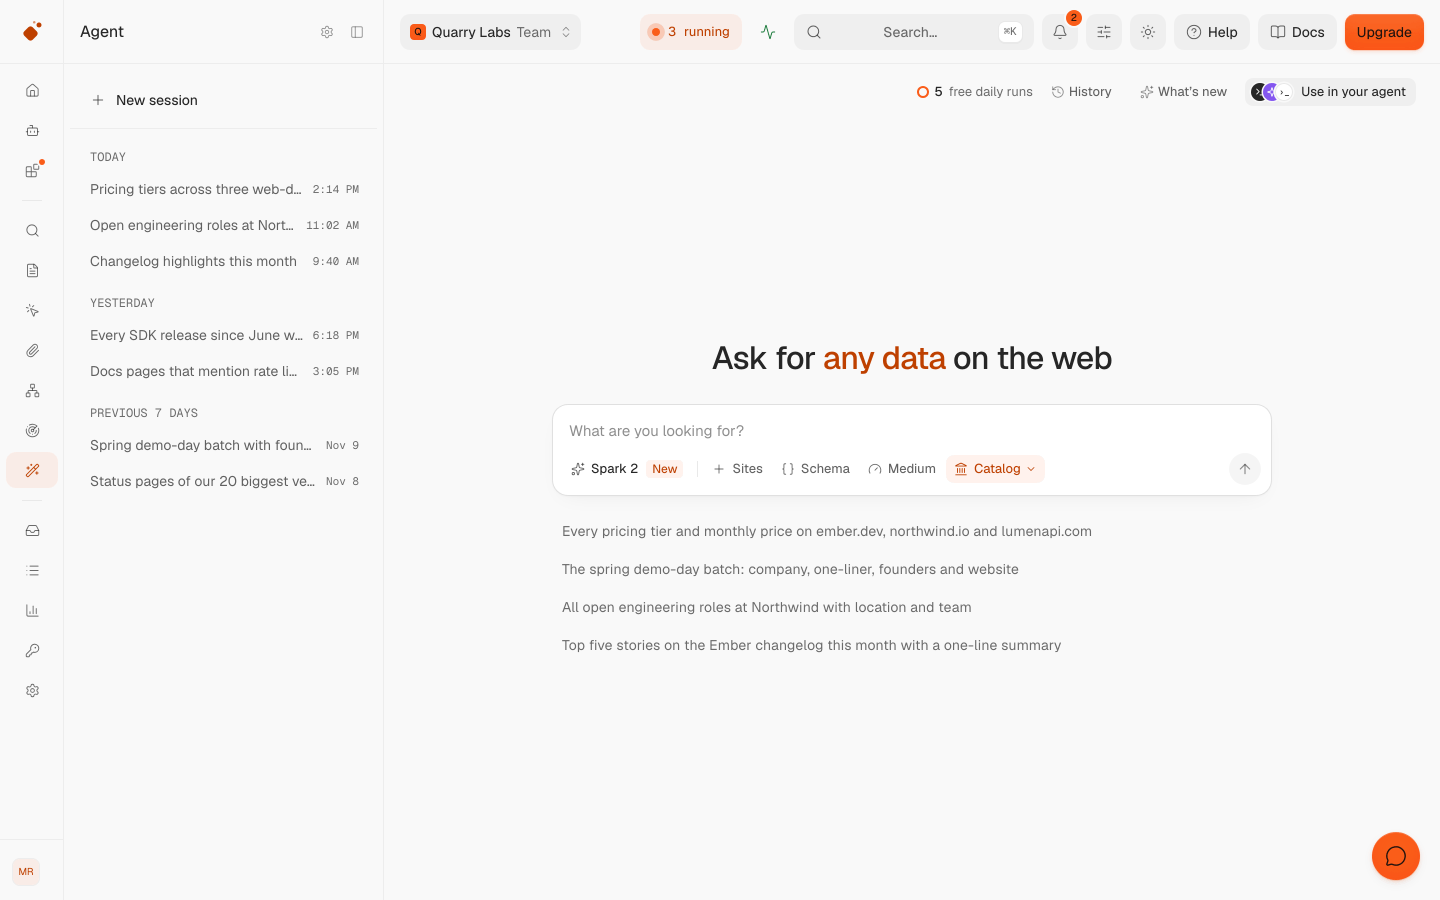 Agent
Q Quarry Labs Team
3 running
Search...
⌘K
2
Help
Docs
Upgrade
New session
5 free daily runs
History
What's new
>_
Use in your agent
TODAY
Pricing tiers across three web-d... 2:14 PM
Open engineering roles at Nort... 11:02 AM
Changelog highlights this month 9:40 AM
YESTERDAY
Every SDK release since June w... 6:18 PM
Docs pages that mention rate li... 3:05 PM
PREVIOUS 7 DAYS
Spring demo-day batch with foun... Nov 9
Status pages of our 20 biggest ve... Nov 8
Ask for any data on the web
What are you looking for?
Spark 2 New
Sites
Schema
Medium
Catalog
Every pricing tier and monthly price on ember.dev, northwind.io and lumenapi.com
The spring demo-day batch: company, one-liner, founders and website
All open engineering roles at Northwind with location and team
Top five stories on the Ember changelog this month with a one-line summary
MR